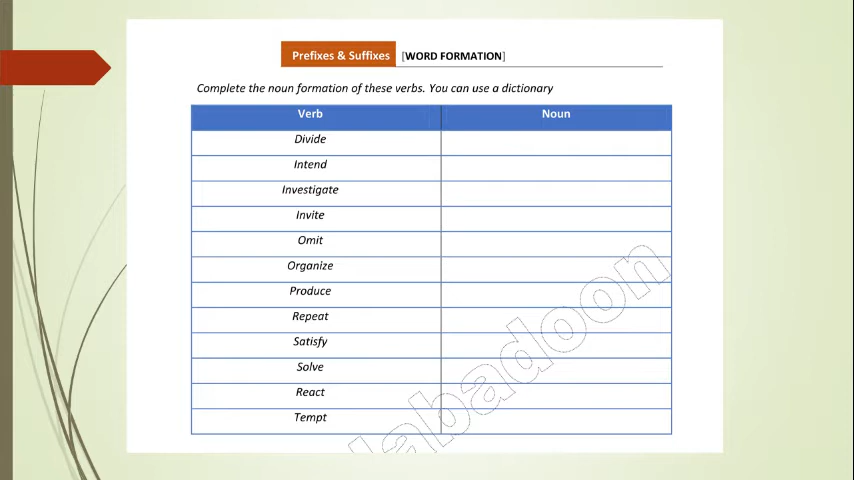 Prefixes & Suffixes [WORD FORMATION]
Complete the noun formation of these verbs. You can use a dictionary
Verb Noun
Divide
Intend
Investigate
Invite
Omit
Organize
Produce
Repeat
Satisfy
Solve
React
Tempt